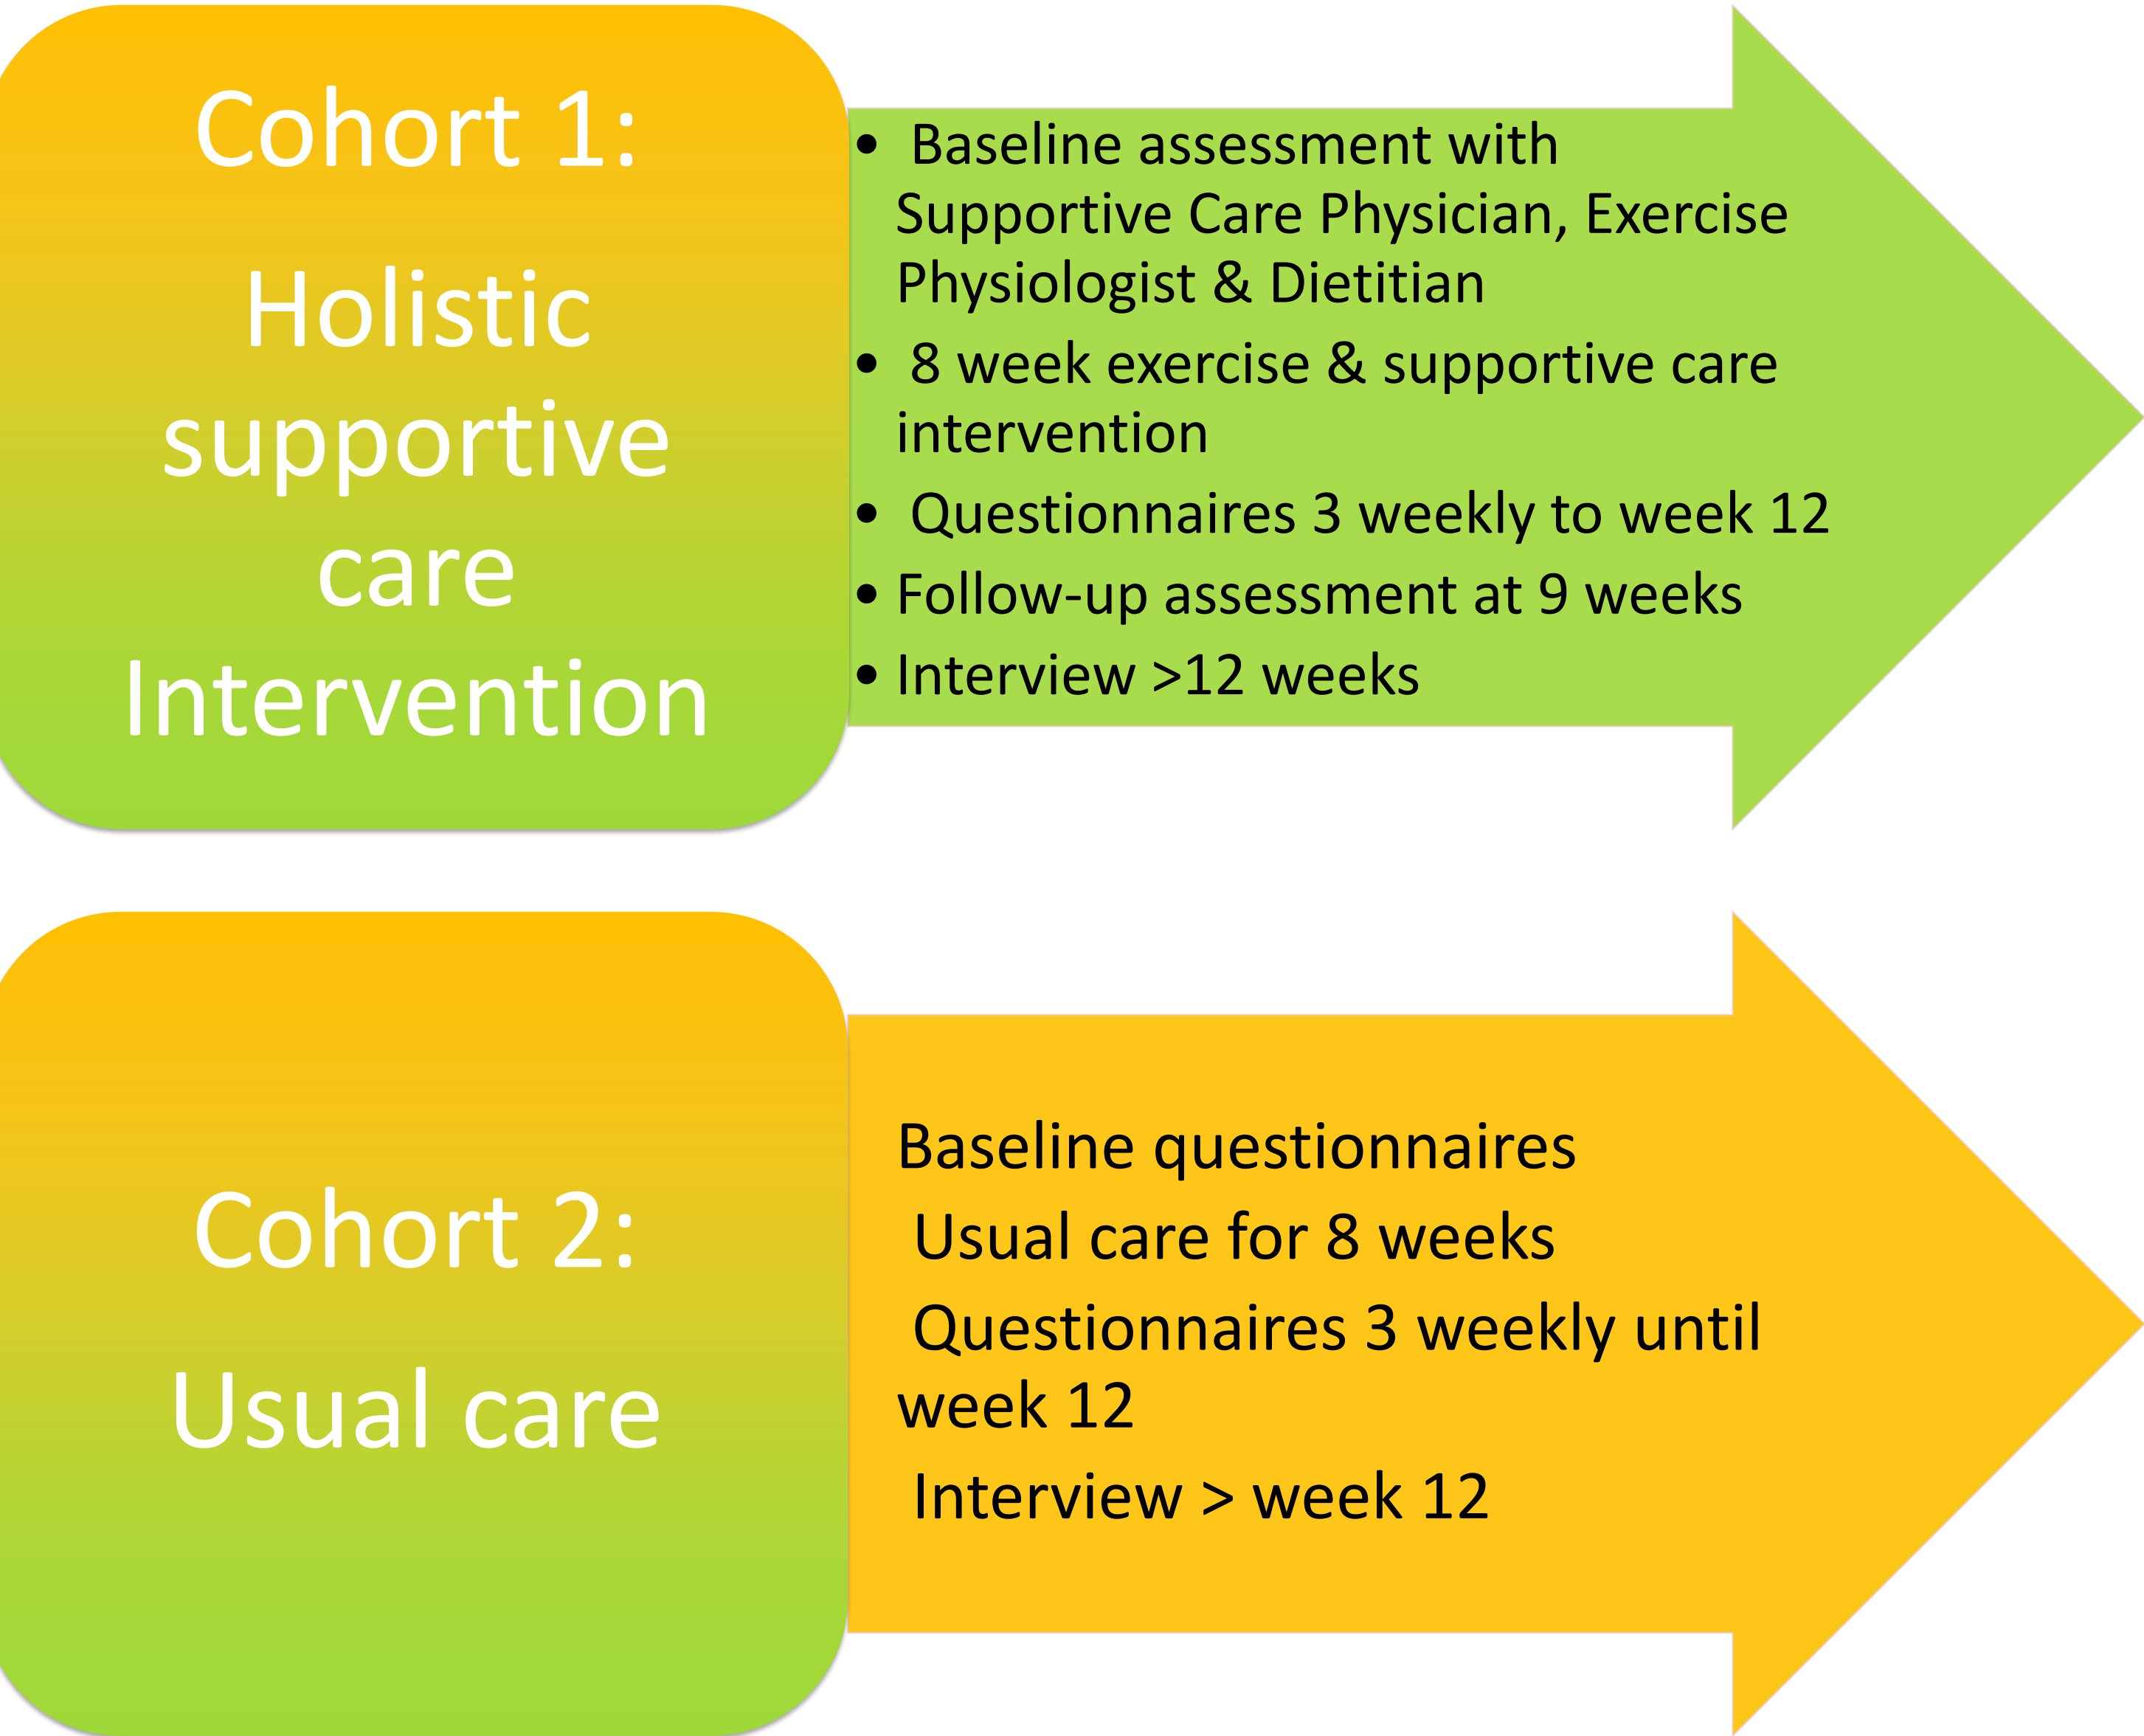 Cohort 1:
Holistic
supportive
care
Intervention
• Baseline assessment with
Supportive Care Physician, Exercise
Physiologist & Dietitian
• 8 week exercise & supportive care
intervention
• Questionnaires 3 weekly to week 12
• Follow-up assessment at 9 weeks
• Interview >12 weeks
Cohort 2:
Usual care
Baseline questionnaires
Usual care for 8 weeks
Questionnaires 3 weekly until
week 12
Interview > week 12